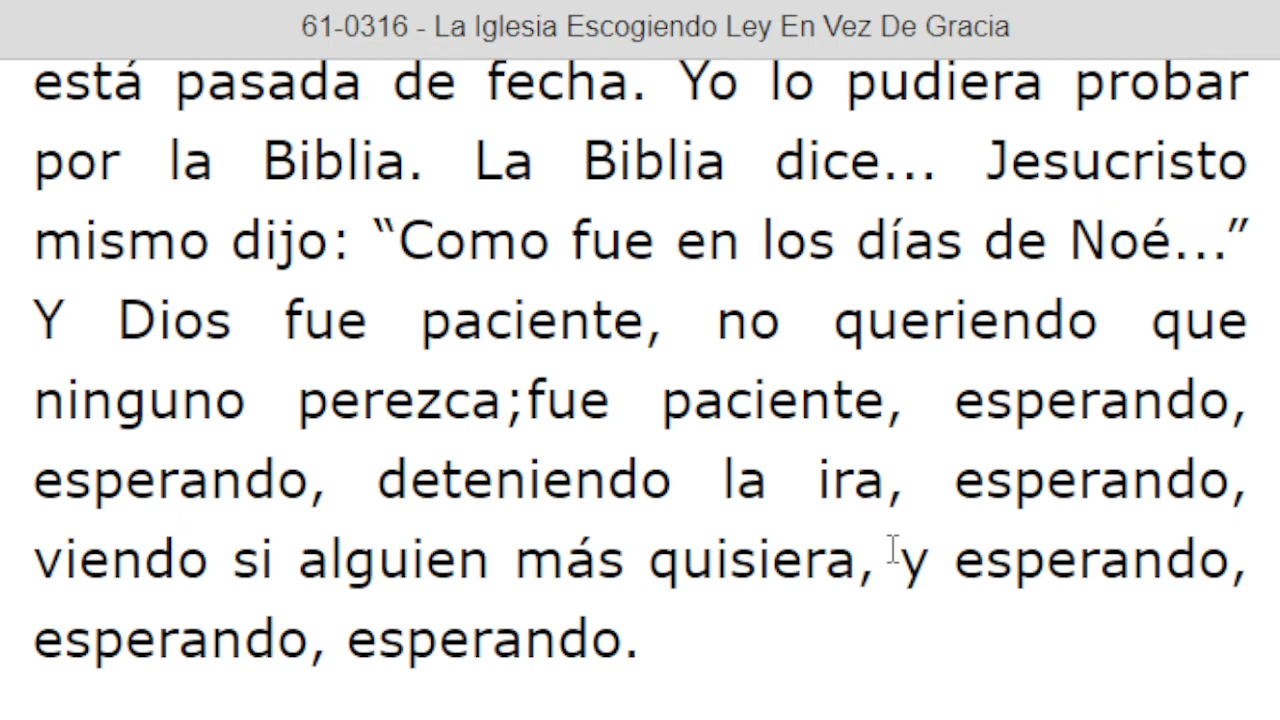 61-0316 - La Iglesia Escogiendo Ley En Vez De Gracia
está pasada de fecha. Yo lo pudiera probar
por la Biblia. La Biblia dice... Jesucristo
mismo dijo: “Como fue en los días de Noé...”
Y Dios fue paciente, no queriendo que
ninguno perezca;fue paciente, esperando,
esperando, deteniendo la ira, esperando,
viendo si alguien más quisiera, y esperando,
esperando, esperando.